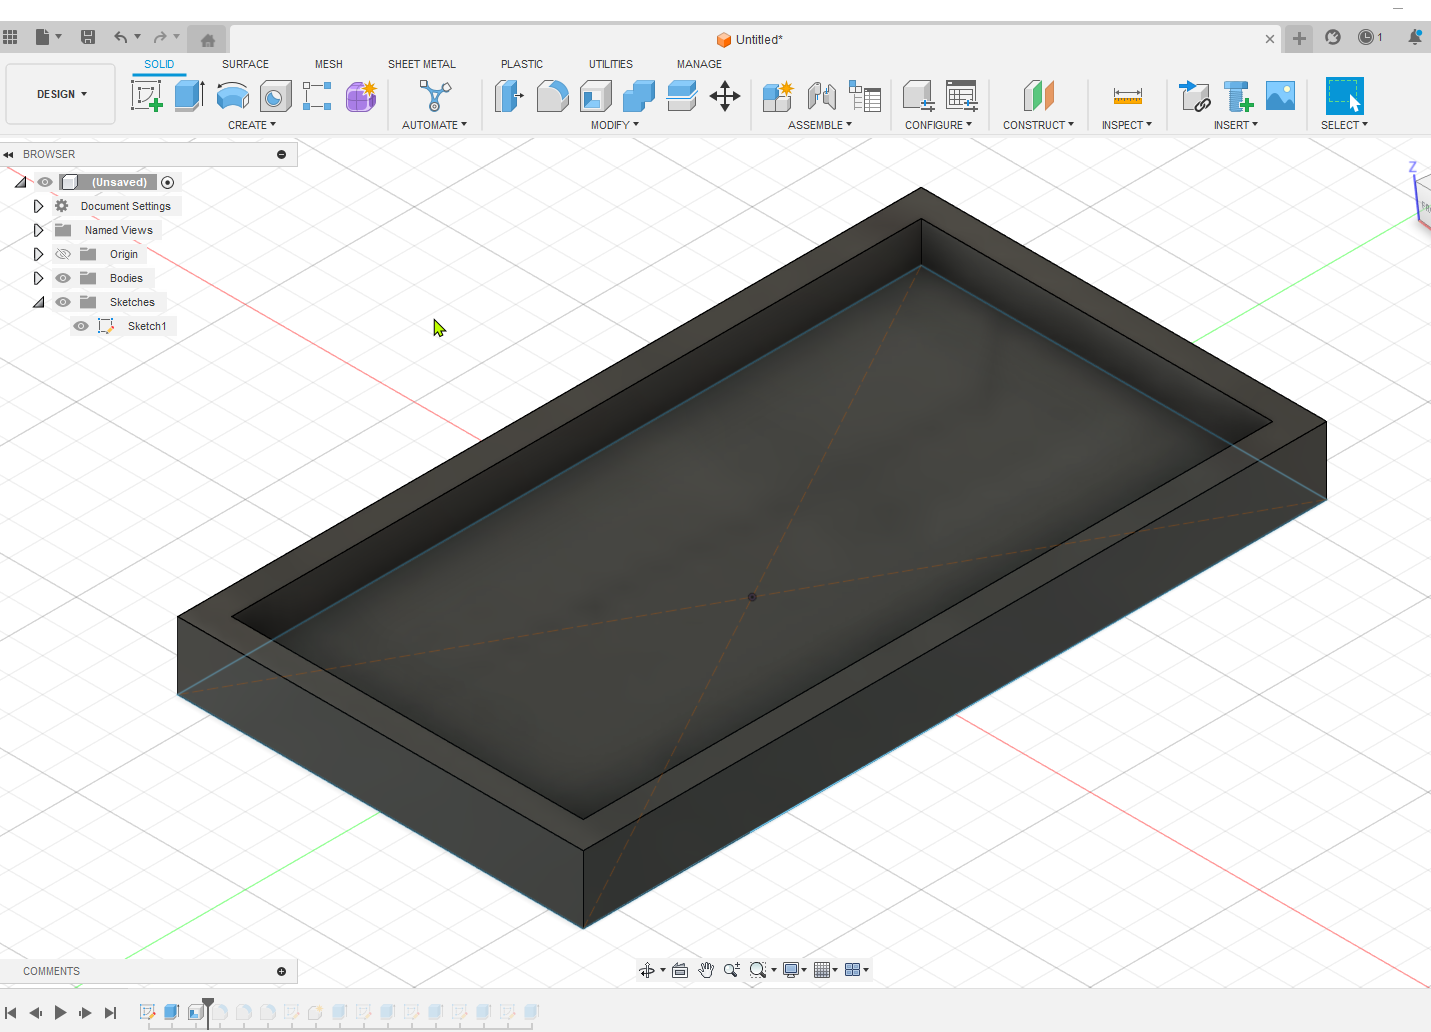 Untitled*
1
SOLID SURFACE MESH SHEET METAL PLASTIC UTILITIES MANAGE
DESIGN
CREATE AUTOMATE MODIFY ASSEMBLE CONFIGURE CONSTRUCT INSPECT INSERT SELECT
BROWSER
(Unsaved)
Document Settings
Named Views
Origin
Bodies
Sketches
Sketch1
Z
COMMENTS